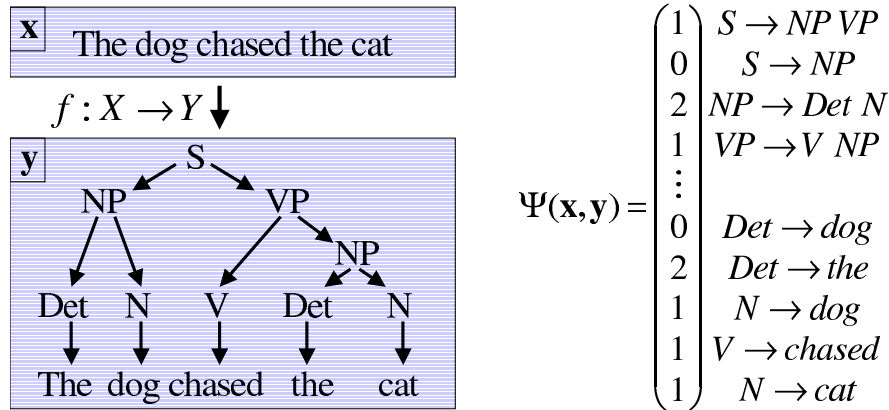 x
The dog chased the cat
f : X → Y
y
S
NP VP
NP
Det N V Det N
The dog chased the cat
Ψ(x,y) =
1 S → NP VP
0 S → NP
2 NP → Det N
1 VP → V NP
⋮
0 Det → dog
2 Det → the
1 N → dog
1 V → chased
1 N → cat